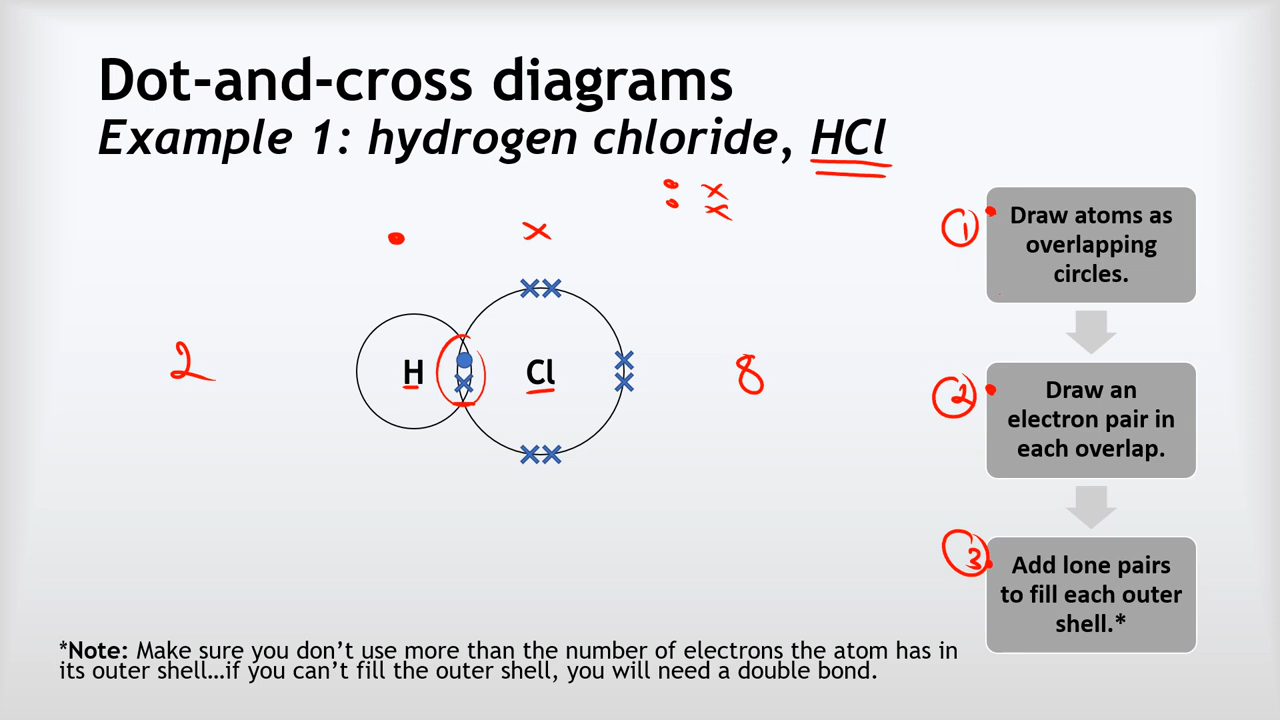 Dot-and-cross diagrams
Example 1: hydrogen chloride, HCl
1
Draw atoms as
overlapping
circles.
2
H
Cl
8
2
Draw an
electron pair in
each overlap.
3
Add lone pairs
to fill each outer
shell.*
*Note: Make sure you don’t use more than the number of electrons the atom has in
its outer shell…if you can’t fill the outer shell, you will need a double bond.